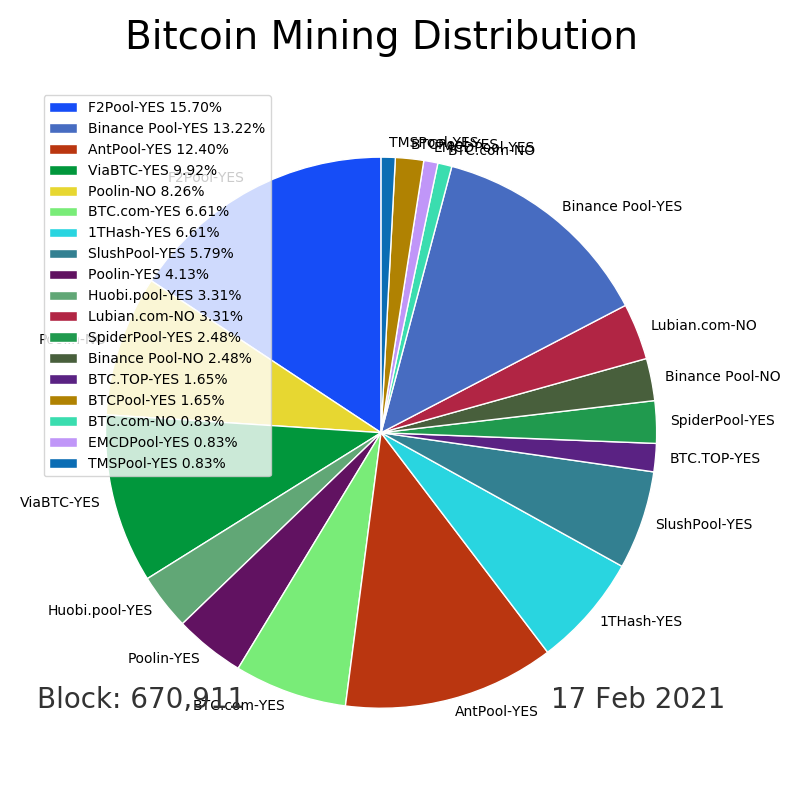 Bitcoin Mining Distribution
F2Pool-YES 15.70%
Binance Pool-YES 13.22%
AntPool-YES 12.40%
ViaBTC-YES 9.92%
Poolin-NO 8.26%
BTC.com-YES 6.61%
1THash-YES 6.61%
SlushPool-YES 5.79%
Poolin-YES 4.13%
Huobi.pool-YES 3.31%
Lubian.com-NO 3.31%
SpiderPool-YES 2.48%
Binance Pool-NO 2.48%
BTC.TOP-YES 1.65%
BTCPool-YES 1.65%
BTC.com-NO 0.83%
EMCDPool-YES 0.83%
TMSPool-YES 0.83%
TMSPool-YES
BTCPool-YES
EMCDPool-YES
BTC.com-NO
F2Pool-YES
Binance Pool-YES
Lubian.com-NO
Binance Pool-NO
SpiderPool-YES
BTC.TOP-YES
SlushPool-YES
1THash-YES
AntPool-YES
BTC.com-YES
Poolin-YES
Huobi.pool-YES
ViaBTC-YES
Poolin-NO
Block: 670,911
17 Feb 2021